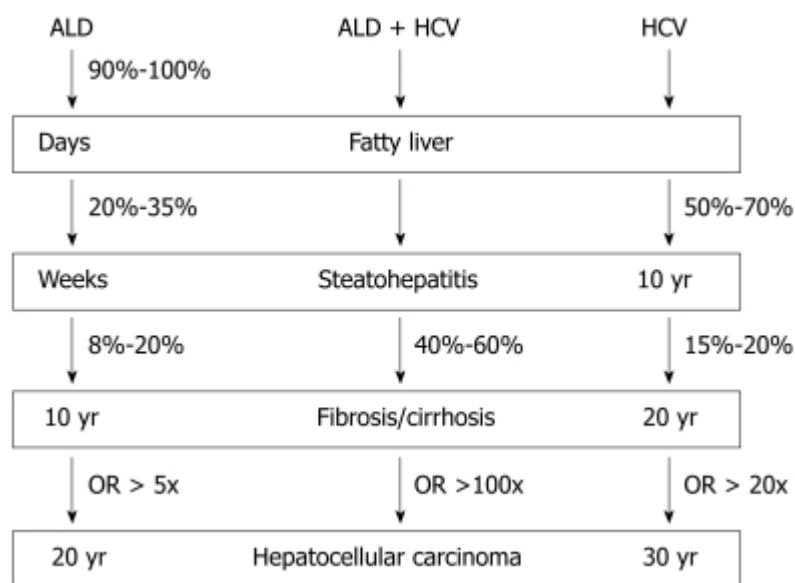 ALD ALD + HCV HCV
90%-100%
Days Fatty liver
20%-35% 50%-70%
Weeks Steatohepatitis 10 yr
8%-20% 40%-60% 15%-20%
10 yr Fibrosis/cirrhosis 20 yr
OR > 5x OR >100x OR > 20x
20 yr Hepatocellular carcinoma 30 yr